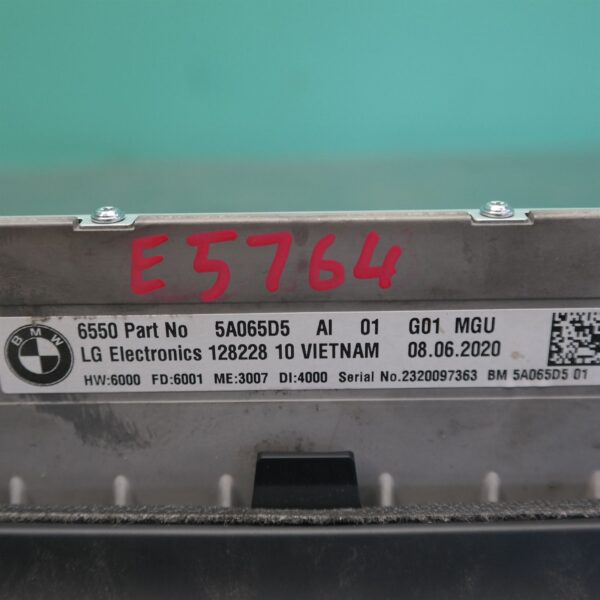 E5764
BMW
6550 Part No 5A065D5 AI 01 G01 MGU
LG Electronics 128228 10 VIETNAM 08.06.2020
HW:6000 FD:6001 ME:3007 DI:4000 Serial No.2320097363 BM 5A065D5 01